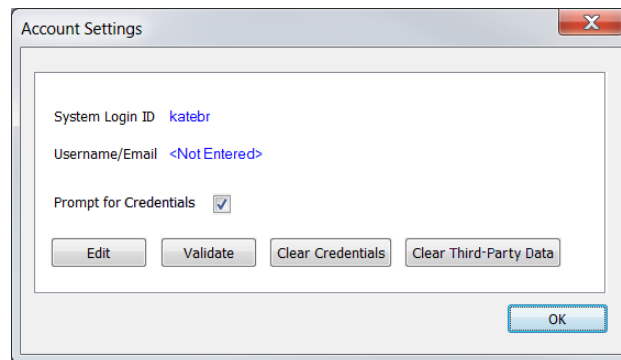 Account Settings
System Login ID katebr
Username/Email <Not Entered>
Prompt for Credentials
Edit Validate Clear Credentials Clear Third-Party Data
OK